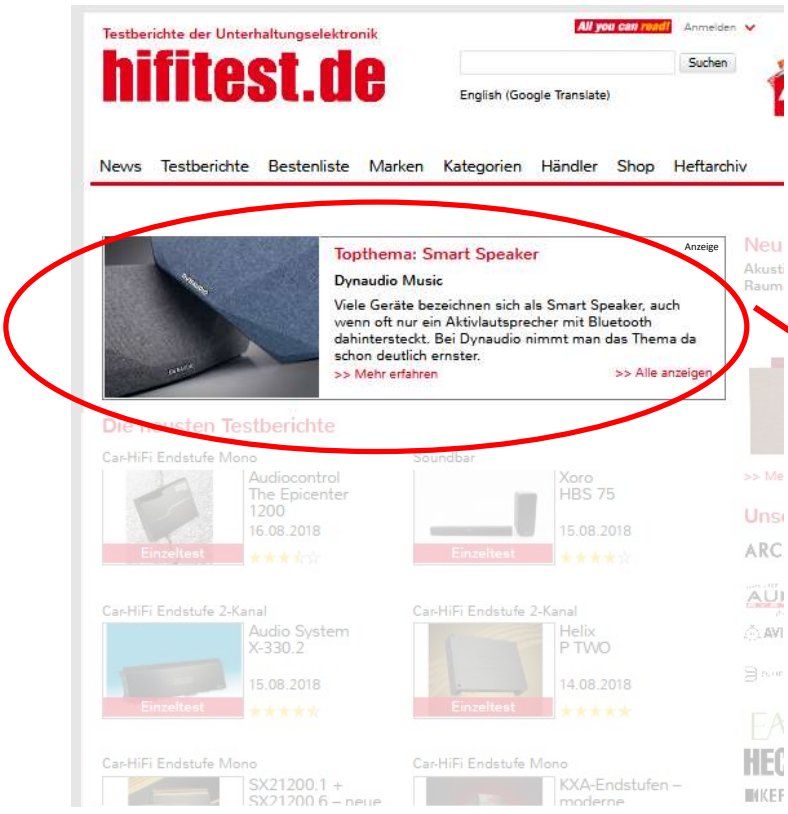 Testberichte der Unterhaltungselektronik
All you can read!
Anmelden
hifitest.de
Suchen
English (Google Translate)
News Testberichte Bestenliste Marken Kategorien Händler Shop Heftarchiv
Anzeige
Topthema: Smart Speaker
Dynaudio Music
Viele Geräte bezeichnen sich als Smart Speaker, auch
wenn oft nur ein Aktivlautsprecher mit Bluetooth
dahintersteckt. Bei Dynaudio nimmt man das Thema da
schon deutlich ernster.
>> Mehr erfahren >> Alle anzeigen
DYNAUDIO
DYNAUDIO
Neu
Akusti
Raum
Die neusten Testberichte
Car-HiFi Endstufe Mono
Audiocontrol
The Epicenter
1200
16.08.2018
Einzeltest
Soundbar
Xoro
HBS 75
15.08.2018
Einzeltest
Car-HiFi Endstufe 2-Kanal
Audio System
X-330.2
15.08.2018
Einzeltest
Car-HiFi Endstufe 2-Kanal
Helix
P TWO
14.08.2018
Einzeltest
Car-HiFi Endstufe Mono
SX21200.1 +
SX21200.6 – neue
Car-HiFi Endstufe Mono
KXA-Endstufen –
moderne
>> Me
Unse
ARC
AU
AVI
EA
HEC
KEF